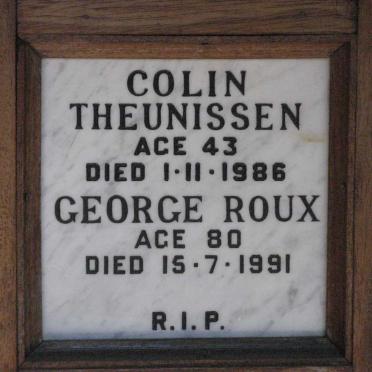 COLIN
THEUNISSEN
AGE 43
DIED 1·11·1986
GEORGE ROUX
AGE 80
DIED 15·7·1991
R.I.P.